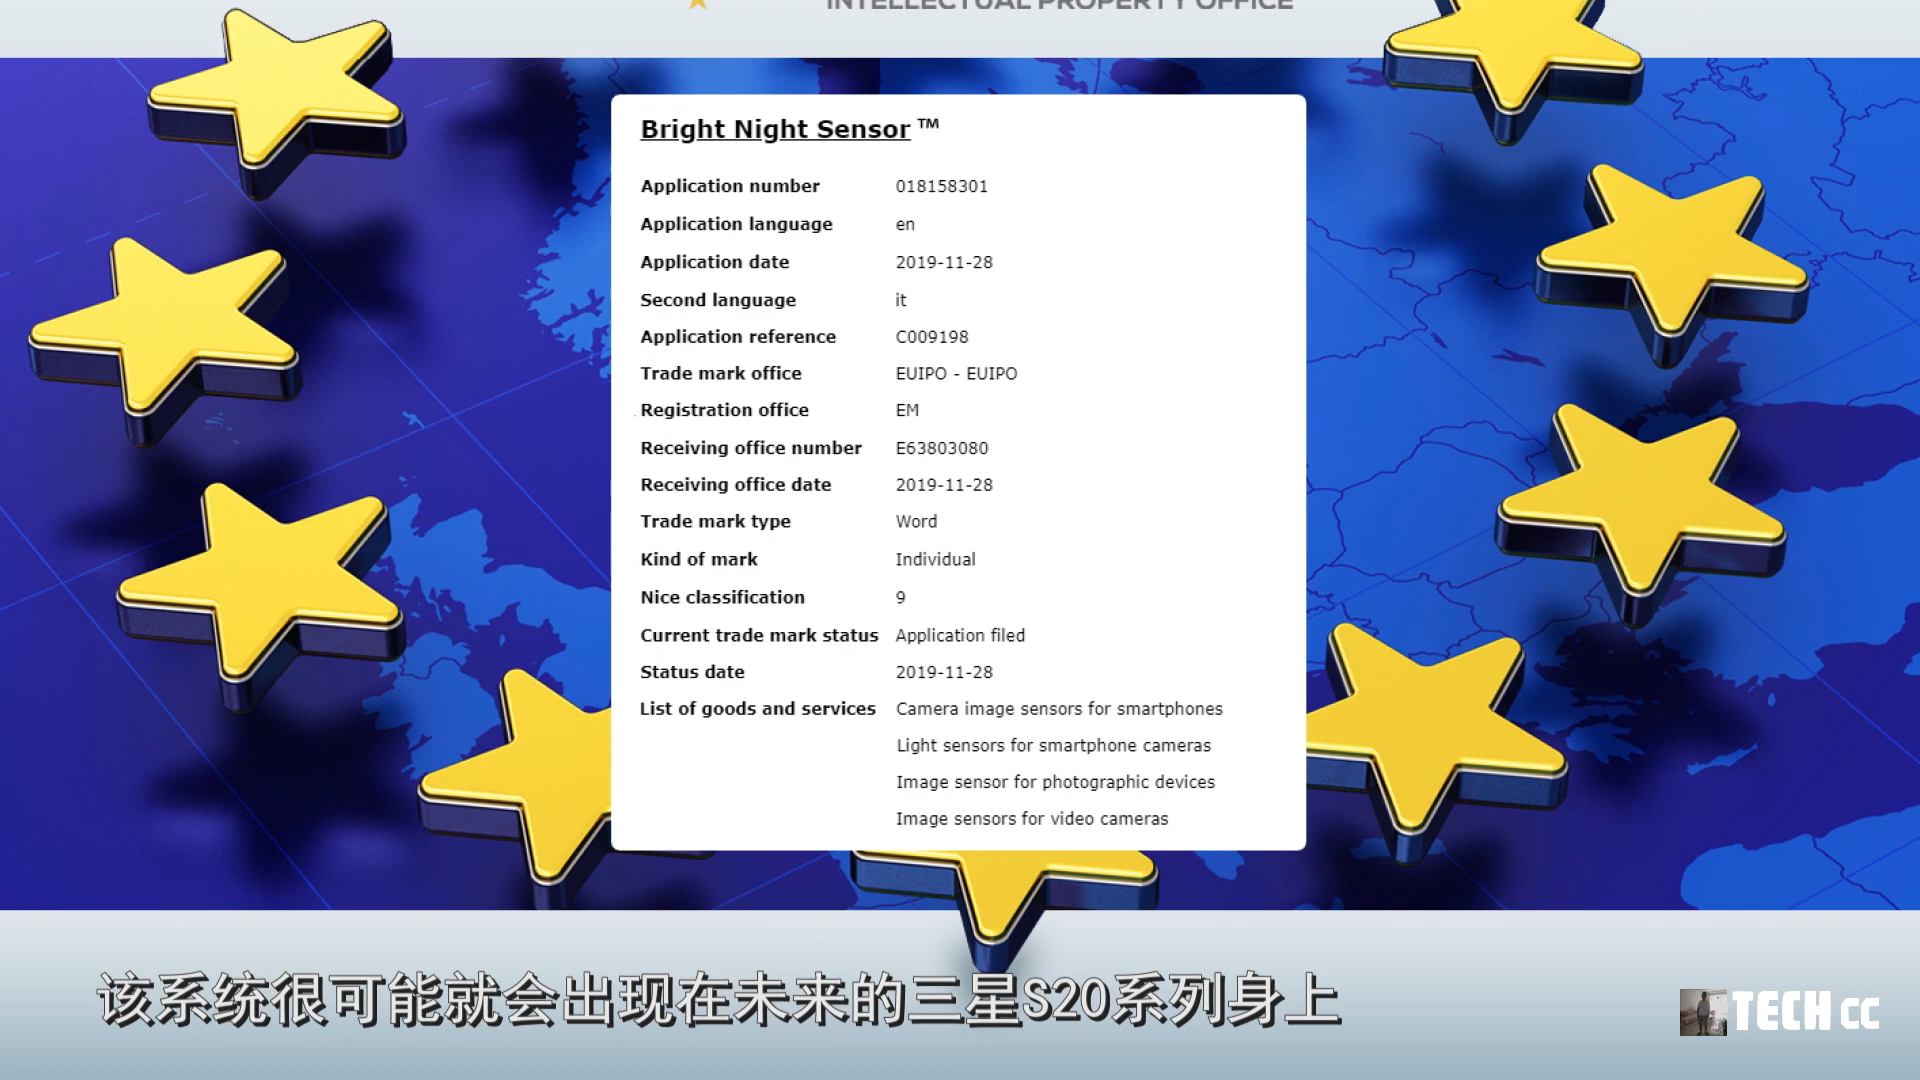 INTELLECTUAL PROPERTY OFFICE
Bright Night Sensor ™
Application number 018158301
Application language en
Application date 2019-11-28
Second language it
Application reference C009198
Trade mark office EUIPO - EUIPO
Registration office EM
Receiving office number E63803080
Receiving office date 2019-11-28
Trade mark type Word
Kind of mark Individual
Nice classification 9
Current trade mark status Application filed
Status date 2019-11-28
List of goods and services Camera image sensors for smartphones
Light sensors for smartphone cameras
Image sensor for photographic devices
Image sensors for video cameras
该系统很可能就会出现在未来的三星S20系列身上
TECH cc